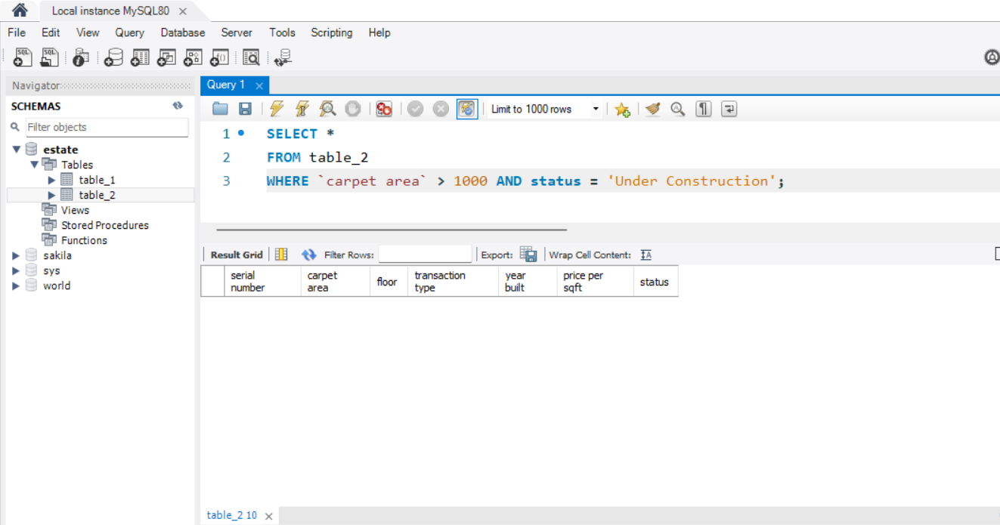 Local instance MySQL80
File Edit View Query Database Server Tools Scripting Help
Navigator
SCHEMAS
Filter objects
estate
Tables
table_1
table_2
Views
Stored Procedures
Functions
sakila
sys
world
Query 1
Limit to 1000 rows
1 SELECT *
2 FROM table_2
3 WHERE `carpet area` > 1000 AND status = 'Under Construction';
Result Grid Filter Rows: Export: Wrap Cell Content:
serial number carpet area floor transaction type year built price per sqft status
table_2 10